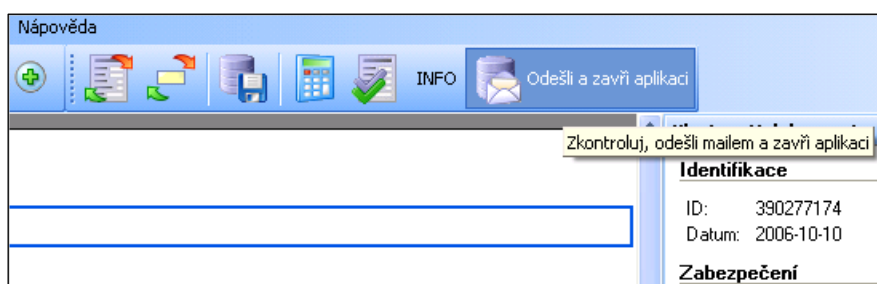 Nápověda
INFO
Odešli a zavři aplikaci
Zkontroluj, odešli mailem a zavři aplikaci
Identifikace
ID: 390277174
Datum: 2006-10-10
Zabezpečení